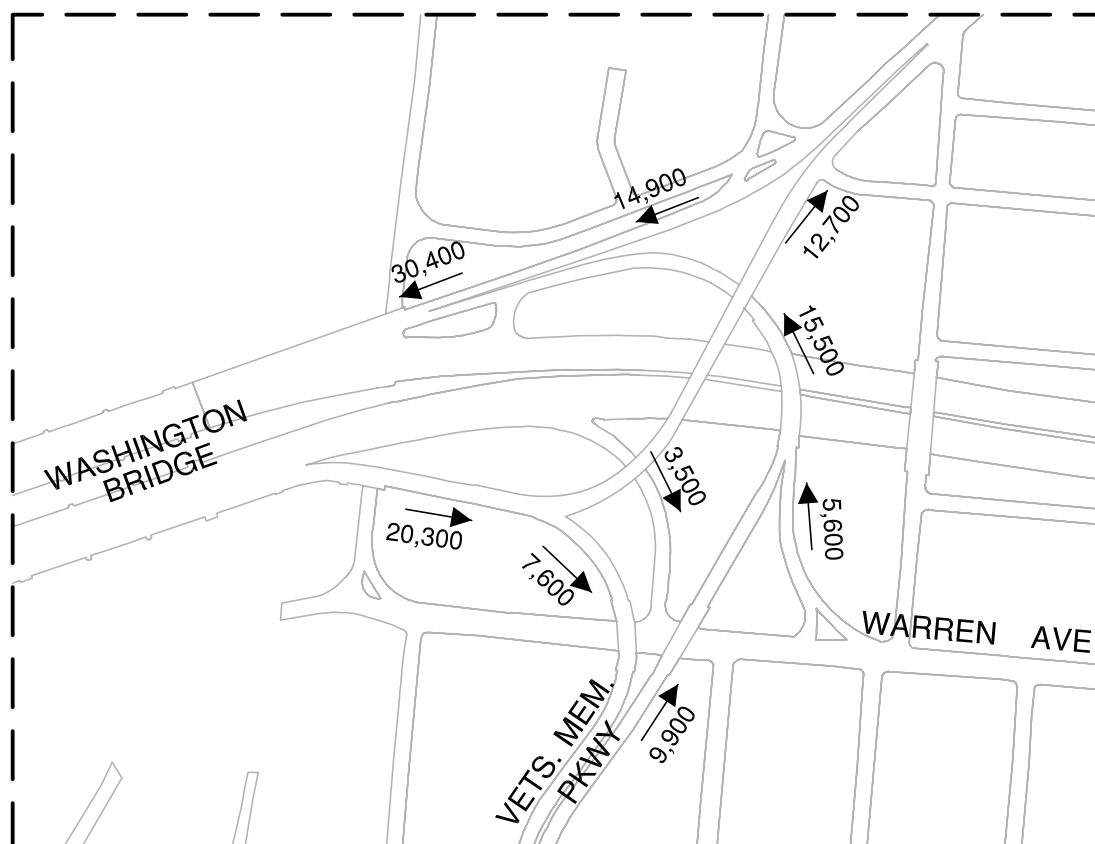 14,900
12,700
30,400
15,500
WASHINGTON
BRIDGE
3,500
20,300
5,600
7,600
WARREN AVE
VETS. MEM.
PKWY
9,900